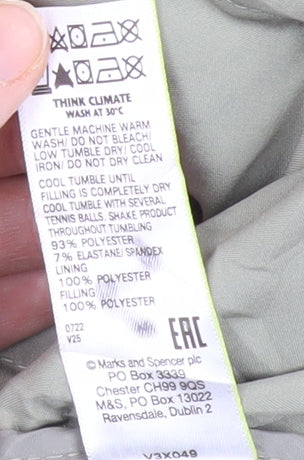 THINK CLIMATE
WASH AT 30°C
GENTLE MACHINE WARM
WASH/ DO NOT BLEACH/
LOW TUMBLE DRY/ COOL
IRON/ DO NOT DRY CLEAN
COOL TUMBLE UNTIL
FILLING IS COMPLETELY DRY
COOL TUMBLE WITH SEVERAL
TENNIS BALLS. SHAKE PRODUCT
THROUGHOUT TUMBLING
93% POLYESTER
7% ELASTANE/ SPANDEX
LINING
100% POLYESTER
FILLING
100% POLYESTER
0722
V25
EAC
© Marks and Spencer plc
PO Box 3339
Chester CH99 9QS
M&S, PO Box 13022
Ravensdale, Dublin 2
V3X049